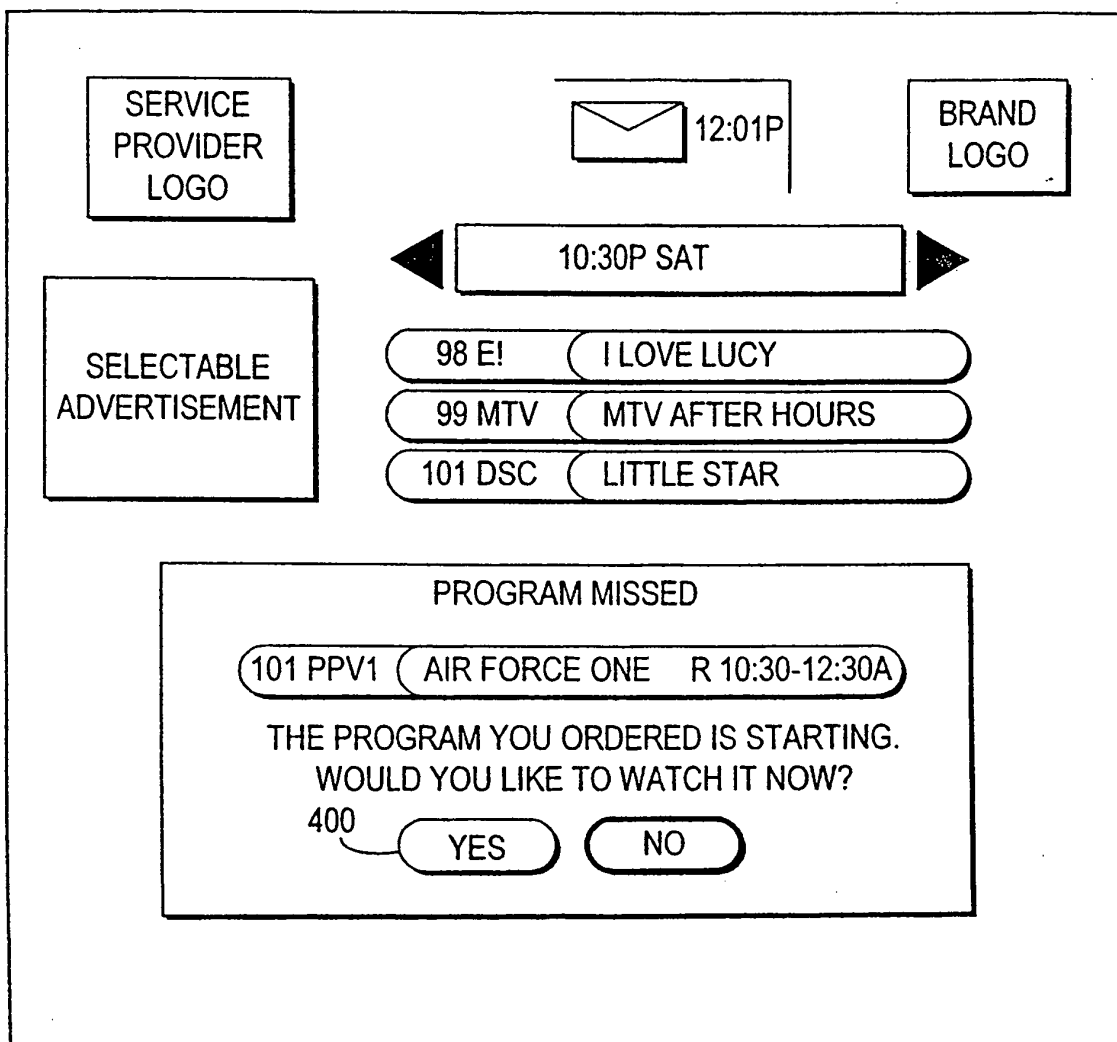 SERVICE
PROVIDER
LOGO
12:01P
BRAND
LOGO
10:30P SAT
SELECTABLE
ADVERTISEMENT
98 E! I LOVE LUCY
99 MTV MTV AFTER HOURS
101 DSC LITTLE STAR
PROGRAM MISSED
101 PPV1 AIR FORCE ONE R 10:30-12:30A
THE PROGRAM YOU ORDERED IS STARTING.
WOULD YOU LIKE TO WATCH IT NOW?
400
YES NO